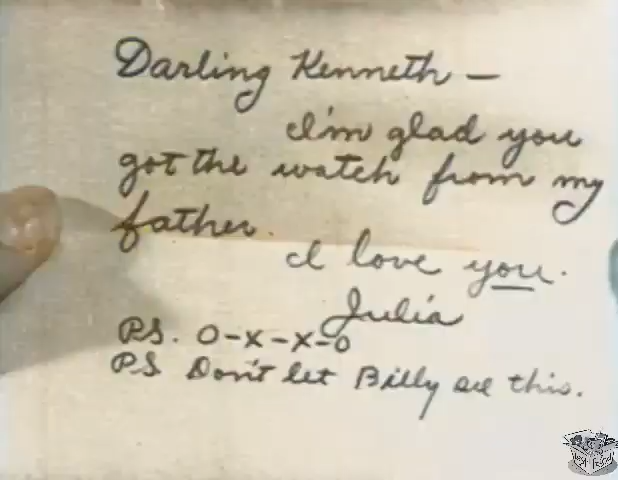 Darling Kenneth —
I'm glad you
got the watch from my
father.
I love you.
Julia
P.S. O-x-x-o
P.S Don't let Billy see this.